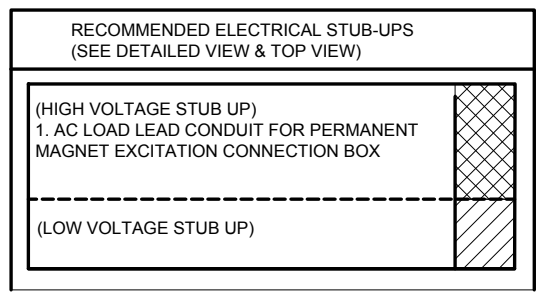 RECOMMENDED ELECTRICAL STUB-UPS
(SEE DETAILED VIEW & TOP VIEW)
(HIGH VOLTAGE STUB UP)
1. AC LOAD LEAD CONDUIT FOR PERMANENT
MAGNET EXCITATION CONNECTION BOX
(LOW VOLTAGE STUB UP)